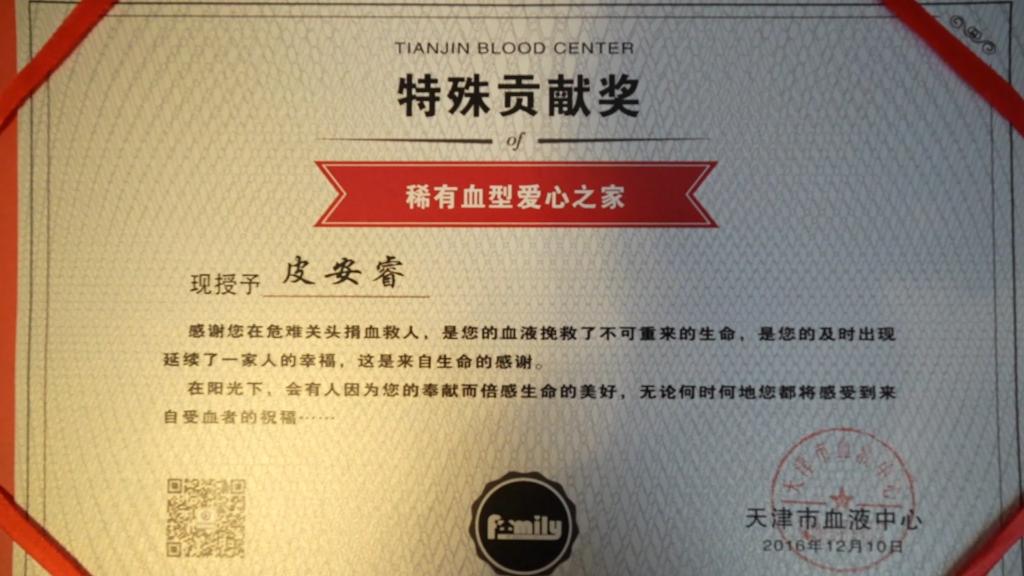 TIANJIN BLOOD CENTER
特殊贡献奖
of
稀有血型爱心之家
现授予 皮安睿
感谢您在危难关头捐血救人，是您的血液挽救了不可重来的生命，是您的及时出现
延续了一家人的幸福，这是来自生命的感谢。
在阳光下，会有人因为您的奉献而倍感生命的美好，无论何时何地您都将感受到来
自受血者的祝福……
family
天津市血液中心
天津市血液中心
2016年12月10日